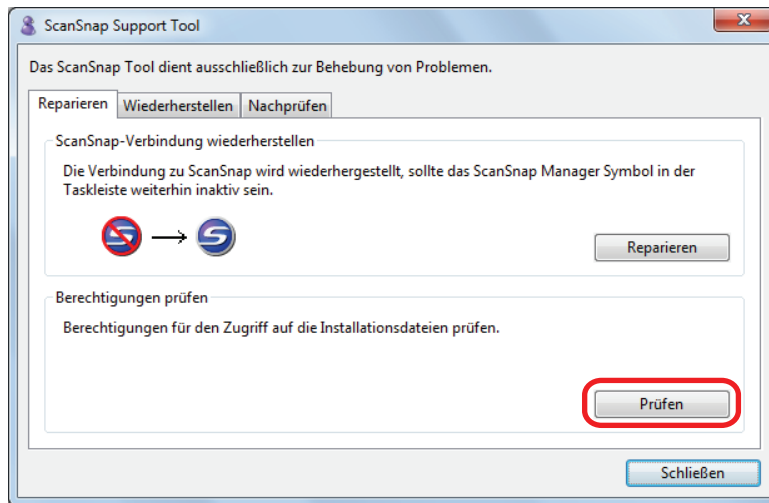 ScanSnap Support Tool
Das ScanSnap Tool dient ausschließlich zur Behebung von Problemen.
Reparieren Wiederherstellen Nachprüfen
ScanSnap-Verbindung wiederherstellen
Die Verbindung zu ScanSnap wird wiederhergestellt, sollte das ScanSnap Manager Symbol in der
Taskleiste weiterhin inaktiv sein.
Reparieren
Berechtigungen prüfen
Berechtigungen für den Zugriff auf die Installationsdateien prüfen.
Prüfen
Schließen